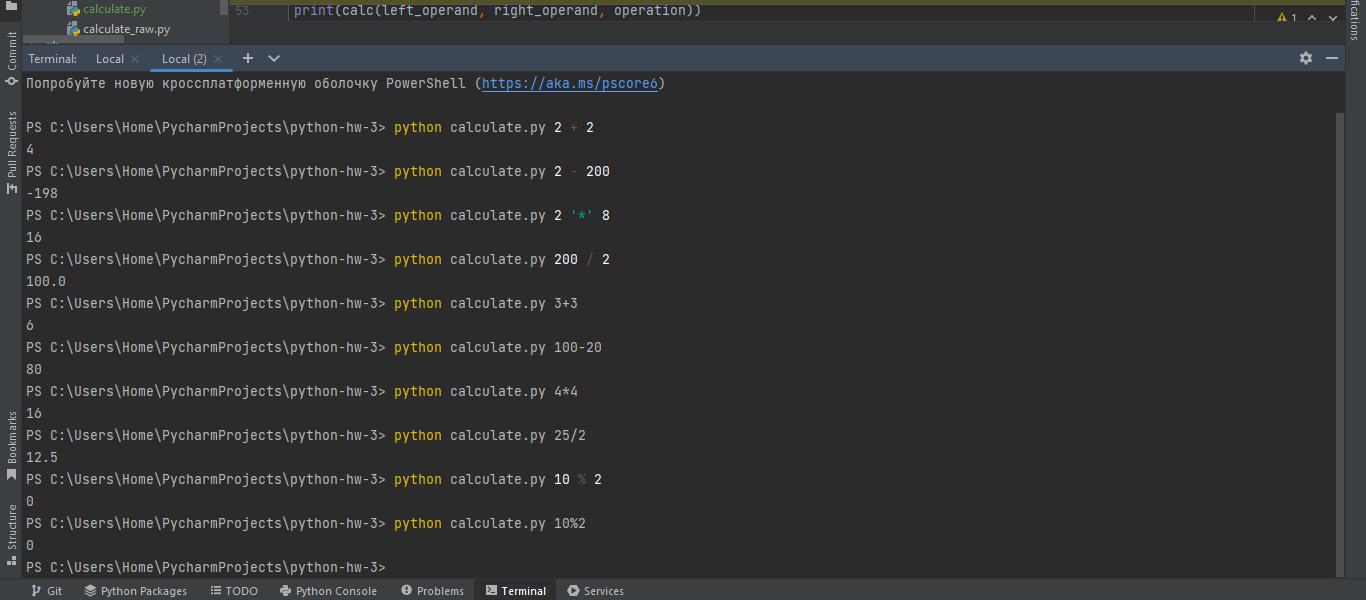 calculate.py
53 print(calc(left_operand, right_operand, operation))
1
calculate_raw.py
Terminal: Local × Local (2) × +
Попробуйте новую кроссплатформенную оболочку PowerShell (https://aka.ms/pscore6)
PS C:\Users\Home\PycharmProjects\python-hw-3> python calculate.py 2 + 2
4
PS C:\Users\Home\PycharmProjects\python-hw-3> python calculate.py 2 - 200
-198
PS C:\Users\Home\PycharmProjects\python-hw-3> python calculate.py 2 '*' 8
16
PS C:\Users\Home\PycharmProjects\python-hw-3> python calculate.py 200 / 2
100.0
PS C:\Users\Home\PycharmProjects\python-hw-3> python calculate.py 3+3
6
PS C:\Users\Home\PycharmProjects\python-hw-3> python calculate.py 100-20
80
PS C:\Users\Home\PycharmProjects\python-hw-3> python calculate.py 4*4
16
PS C:\Users\Home\PycharmProjects\python-hw-3> python calculate.py 25/2
12.5
PS C:\Users\Home\PycharmProjects\python-hw-3> python calculate.py 10 % 2
0
PS C:\Users\Home\PycharmProjects\python-hw-3> python calculate.py 10%2
0
PS C:\Users\Home\PycharmProjects\python-hw-3>
Commit
Pull Requests
Bookmarks
Structure
Git Python Packages TODO Python Console Problems Terminal Services